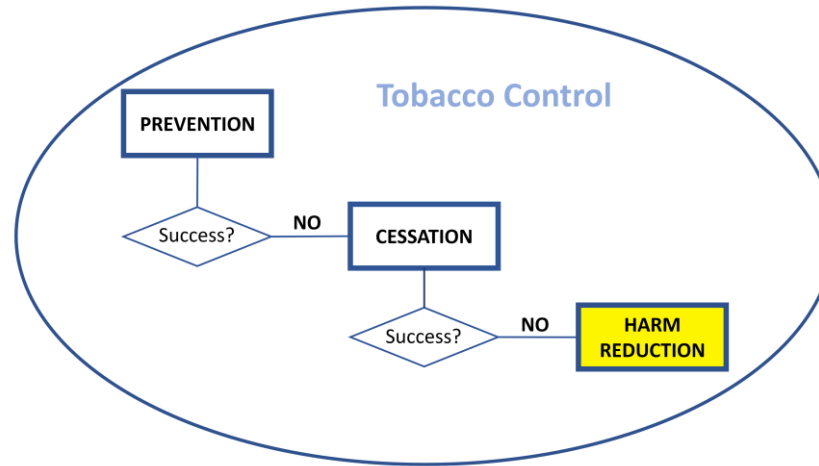 Tobacco Control
PREVENTION
Success?
NO
CESSATION
Success?
NO
HARM
REDUCTION